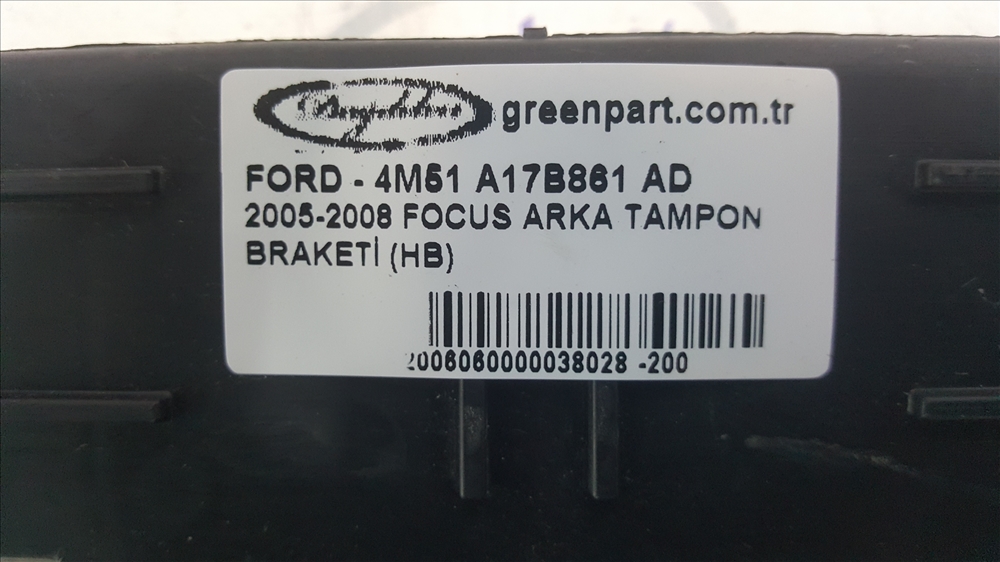 greenpart.com.tr
FORD - 4M51 A17B861 AD
2005-2008 FOCUS ARKA TAMPON
BRAKETİ (HB)
2006060000038028 -200